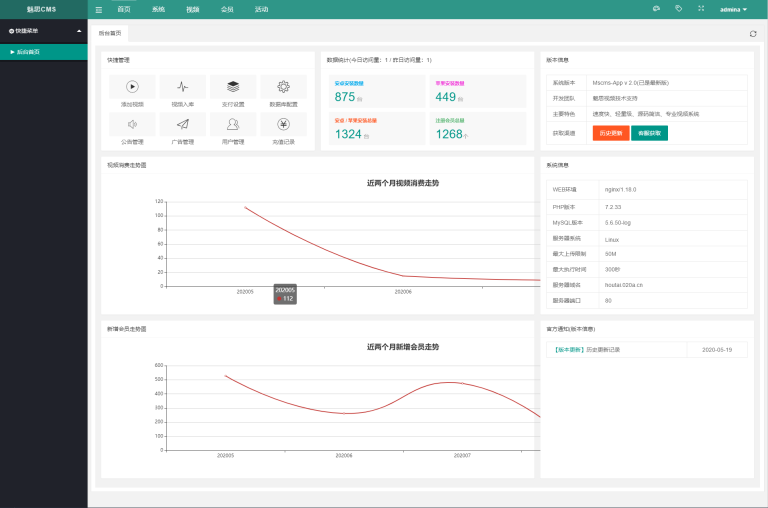 魅思CMS
首页
系统
视频
会员
活动
admina
快捷菜单
后台首页
后台首页
快捷管理
添加视频
视频入库
支付设置
数据库配置
公告管理
广告管理
用户管理
充值记录
数据统计(今日访问量：1 / 昨日访问量：1)
安卓安装数量
875 台
苹果安装数量
449 台
安卓 / 苹果安装总量
1324 台
注册会员总量
1268 个
版本信息
系统版本 Mscms-App v 2.0(已是最新版)
开发团队 魅思视频技术支持
主要特色 速度快、轻量级、源码简洁、专业视频系统
获取渠道 历史更新 客服获取
视频消费走势图
近两个月视频消费走势
120
100
80
60
40
20
0
202005 202006
202005
112
系统信息
WEB环境 nginx/1.18.0
PHP版本 7.2.33
MySQL版本 5.6.50-log
服务器系统 Linux
最大上传限制 50M
最大执行时间 300秒
服务器域名 houtai.020a.cn
服务器端口 80
新增会员走势图
近两个月新增会员走势
600
500
400
300
200
100
0
202005 202006 202007
官方通知(版本信息)
【版本更新】历史更新记录 2020-05-19